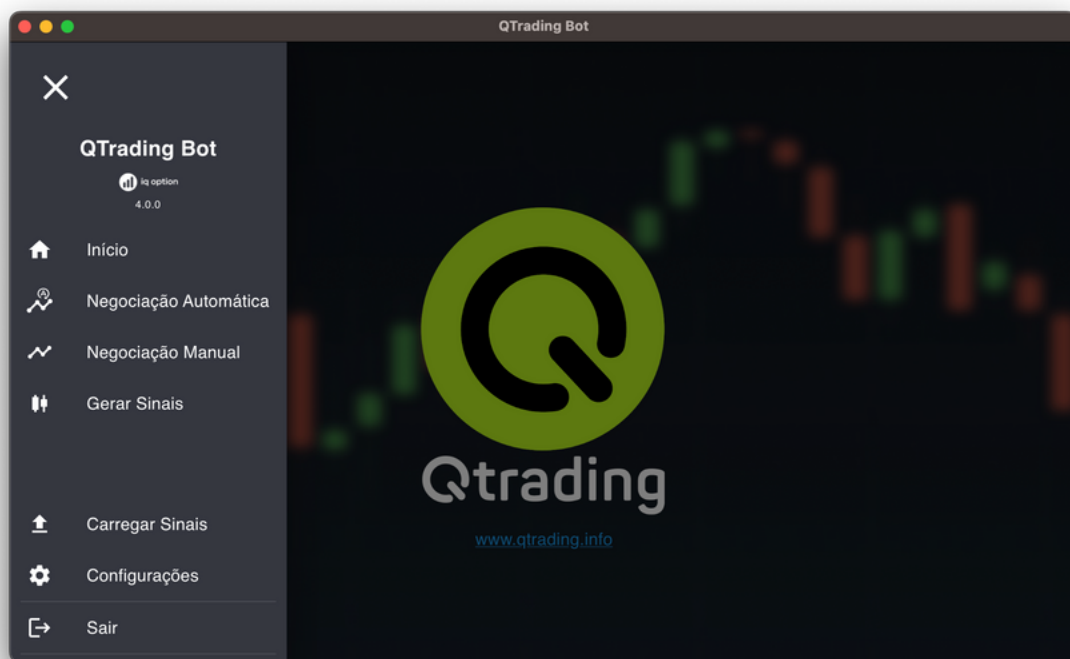 QTrading Bot
QTrading Bot
iq option
4.0.0
Início
Negociação Automática
Negociação Manual
Gerar Sinais
Carregar Sinais
Configurações
Sair
Qtrading
www.qtrading.info